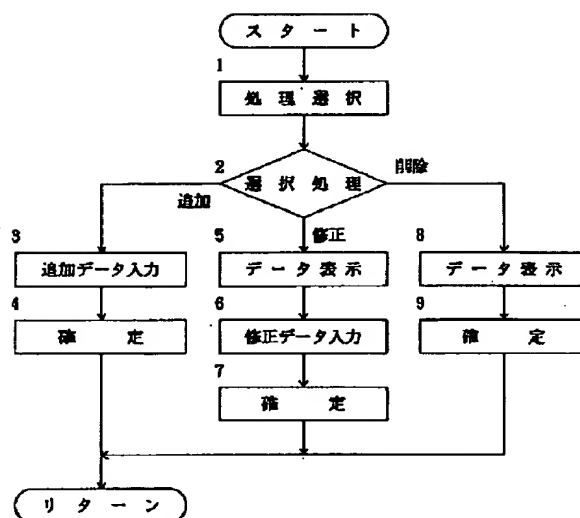 スタート
1
処理選択
2
選択処理
追加
修正
削除
3
追加データ入力
4
確定
5
データ表示
6
修正データ入力
7
確定
8
データ表示
9
確定
リターン